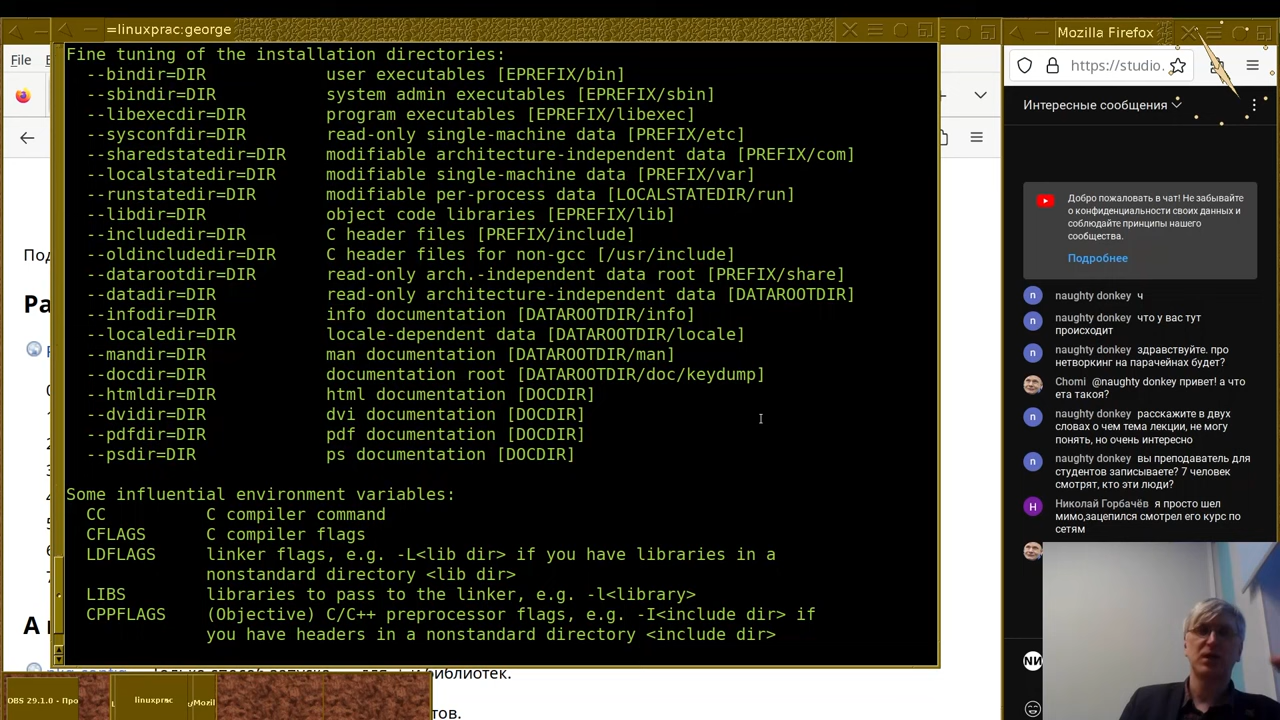 =linuxprac:george
Mozilla Firefox
File
https://studio.
Fine tuning of the installation directories:
--bindir=DIR user executables [EPREFIX/bin]
--sbindir=DIR system admin executables [EPREFIX/sbin]
--libexecdir=DIR program executables [EPREFIX/libexec]
--sysconfdir=DIR read-only single-machine data [PREFIX/etc]
--sharedstatedir=DIR modifiable architecture-independent data [PREFIX/com]
--localstatedir=DIR modifiable single-machine data [PREFIX/var]
--runstatedir=DIR modifiable per-process data [LOCALSTATEDIR/run]
--libdir=DIR object code libraries [EPREFIX/lib]
--includedir=DIR C header files [PREFIX/include]
--oldincludedir=DIR C header files for non-gcc [/usr/include]
--datarootdir=DIR read-only arch.-independent data root [PREFIX/share]
--datadir=DIR read-only architecture-independent data [DATAROOTDIR]
--infodir=DIR info documentation [DATAROOTDIR/info]
--localedir=DIR locale-dependent data [DATAROOTDIR/locale]
--mandir=DIR man documentation [DATAROOTDIR/man]
--docdir=DIR documentation root [DATAROOTDIR/doc/keydump]
--htmldir=DIR html documentation [DOCDIR]
--dvidir=DIR dvi documentation [DOCDIR]
--pdfdir=DIR pdf documentation [DOCDIR]
--psdir=DIR ps documentation [DOCDIR]
Some influential environment variables:
CC C compiler command
CFLAGS C compiler flags
LDFLAGS linker flags, e.g. -L<lib dir> if you have libraries in a
nonstandard directory <lib dir>
LIBS libraries to pass to the linker, e.g. -l<library>
CPPFLAGS (Objective) C/C++ preprocessor flags, e.g. -I<include dir> if
you have headers in a nonstandard directory <include dir>
Интересные сообщения
Добро пожаловать в чат! Не забывайте
о конфиденциальности своих данных и
соблюдайте принципы нашего
сообщества.
Подробнее
naughty donkey ч
naughty donkey что у вас тут
происходит
naughty donkey здравствуйте. про
нетворкинг на парачейнах будет?
Chomi @naughty donkey привет! а что
ета такоя?
naughty donkey расскажите в двух
словах о чем тема лекции, не могу
понять, но очень интересно
naughty donkey вы преподаватель для
студентов записываете? 7 человек
смотрят, кто эти люди?
Николай Горбачёв я просто шел
мимо,зацепился смотрел его курс по
сетям
Под
Ра
А
DBS 29.1.0 - Про
linuxprac
/Mozil